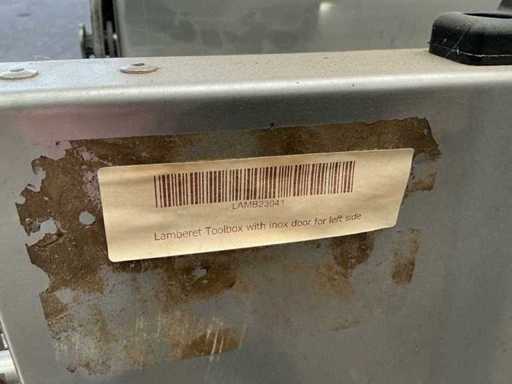 LAMB23041
Lamberet Toolbox with inox door for left side